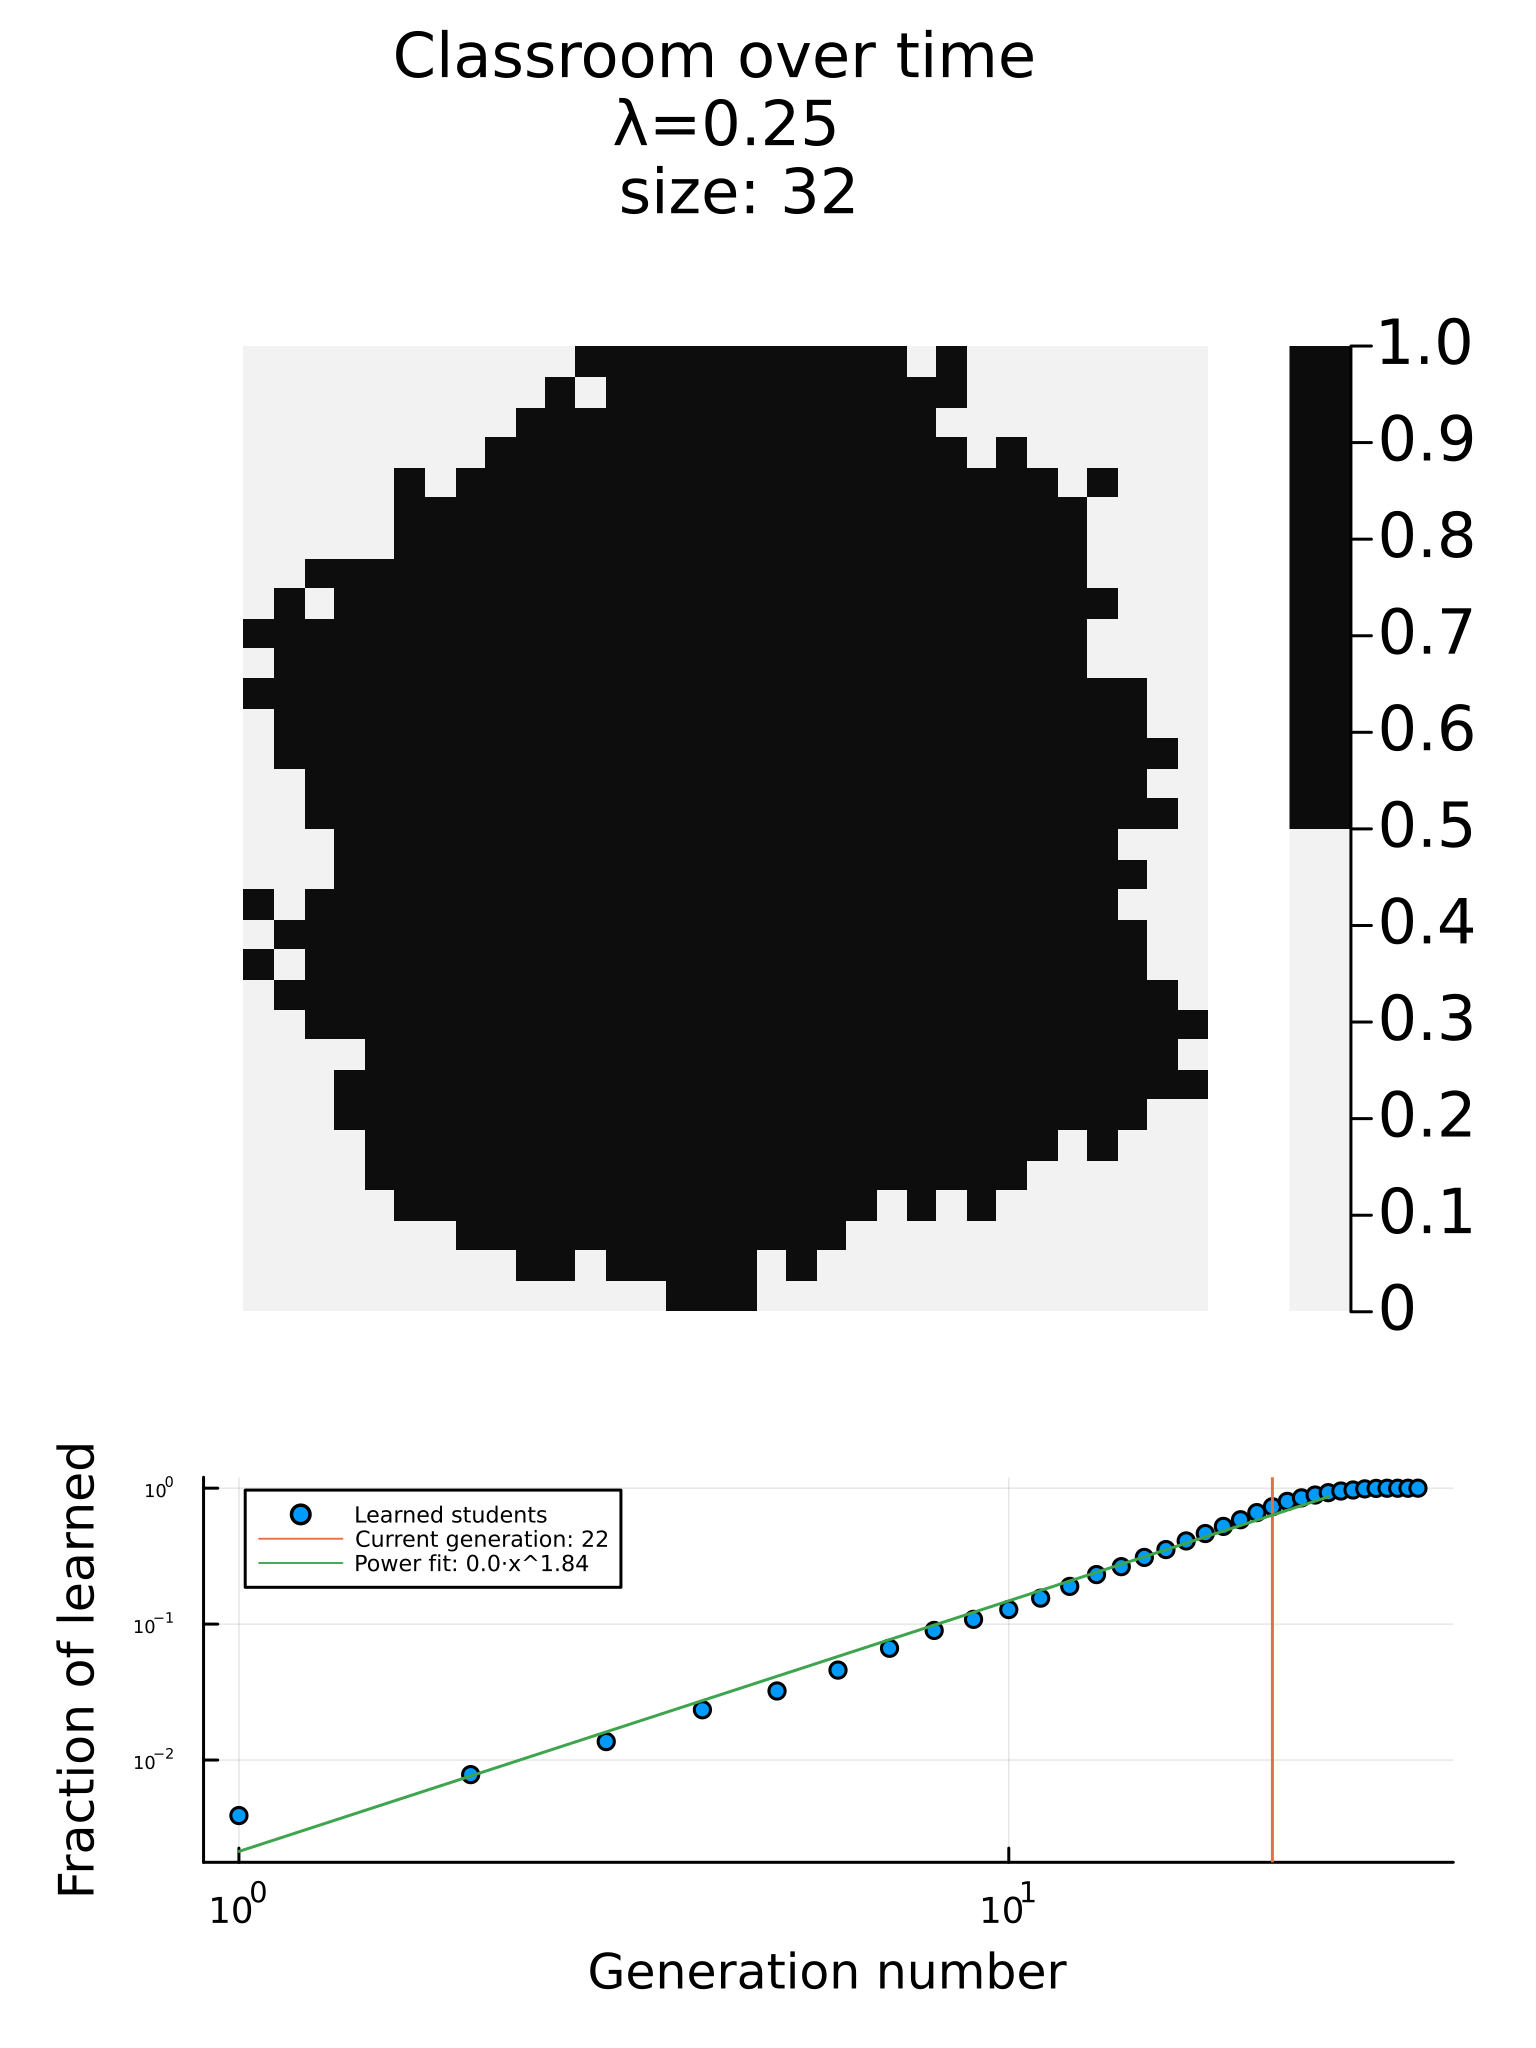 Classroom over time
λ=0.25
size: 32
1.0
0.9
0.8
0.7
0.6
0.5
0.4
0.3
0.2
0.1
0
Fraction of learned
10⁰
10⁻¹
10⁻²
Learned students
Current generation: 22
Power fit: 0.0·x^1.84
10⁰
10¹
Generation number